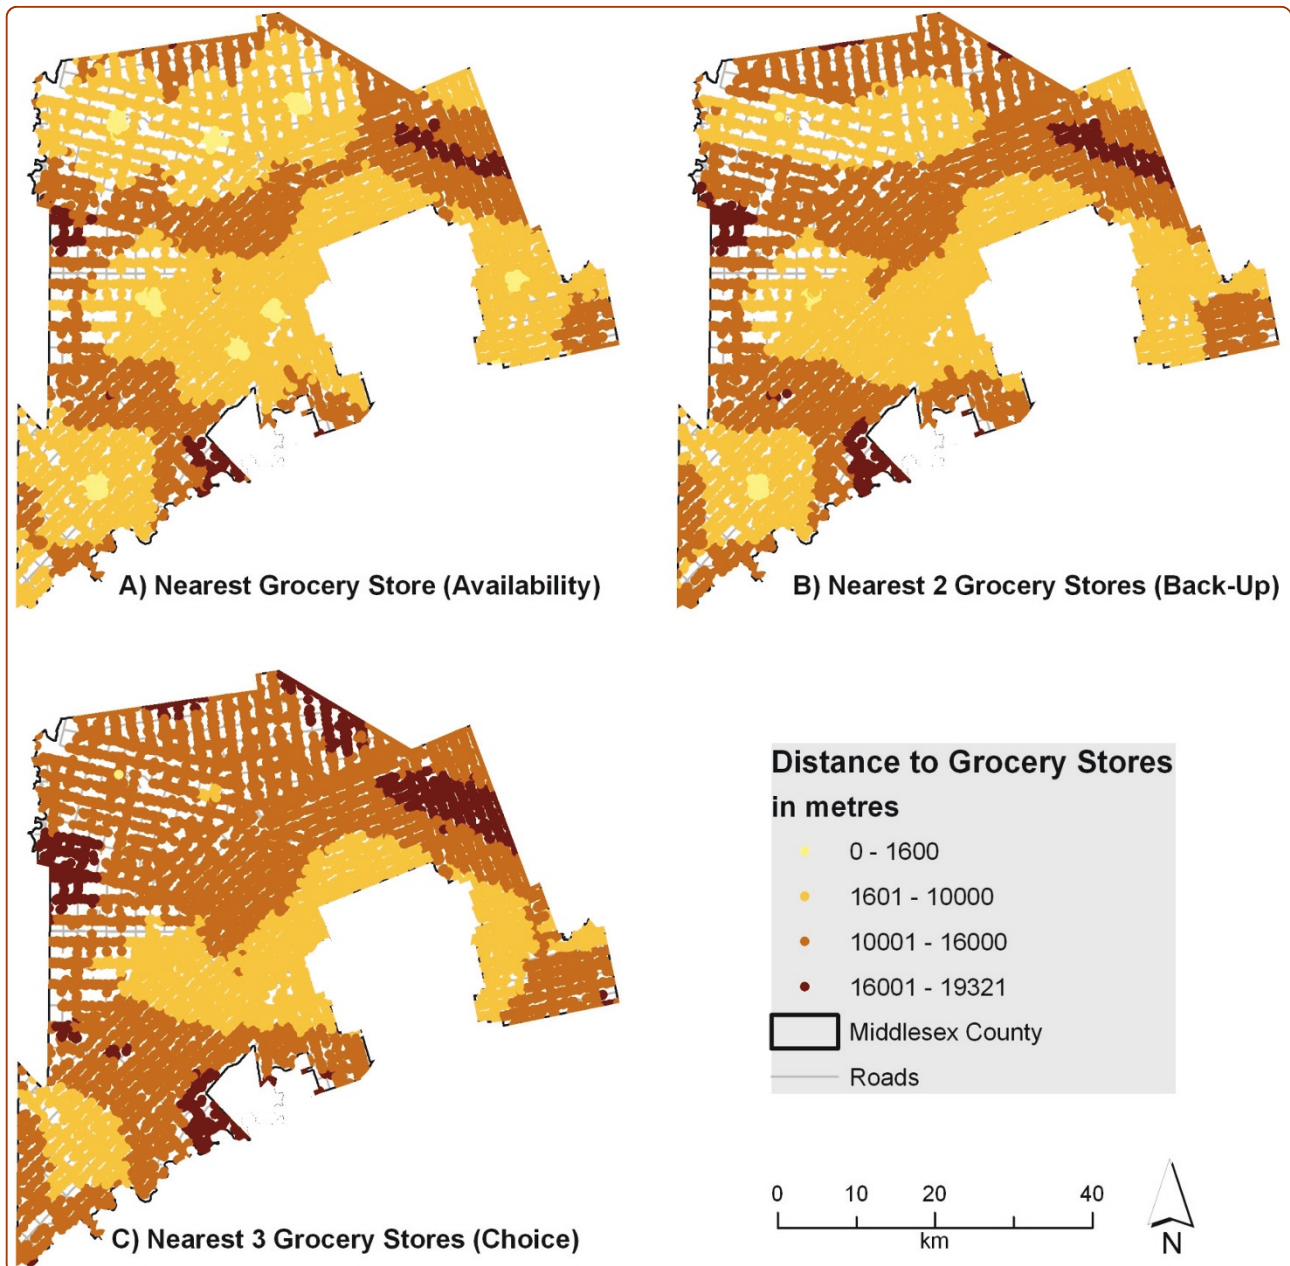 A) Nearest Grocery Store (Availability)
B) Nearest 2 Grocery Stores (Back-Up)
C) Nearest 3 Grocery Stores (Choice)
Distance to Grocery Stores
in metres
0 - 1600
1601 - 10000
10001 - 16000
16001 - 19321
Middlesex County
Roads
0 10 20 40
km
N